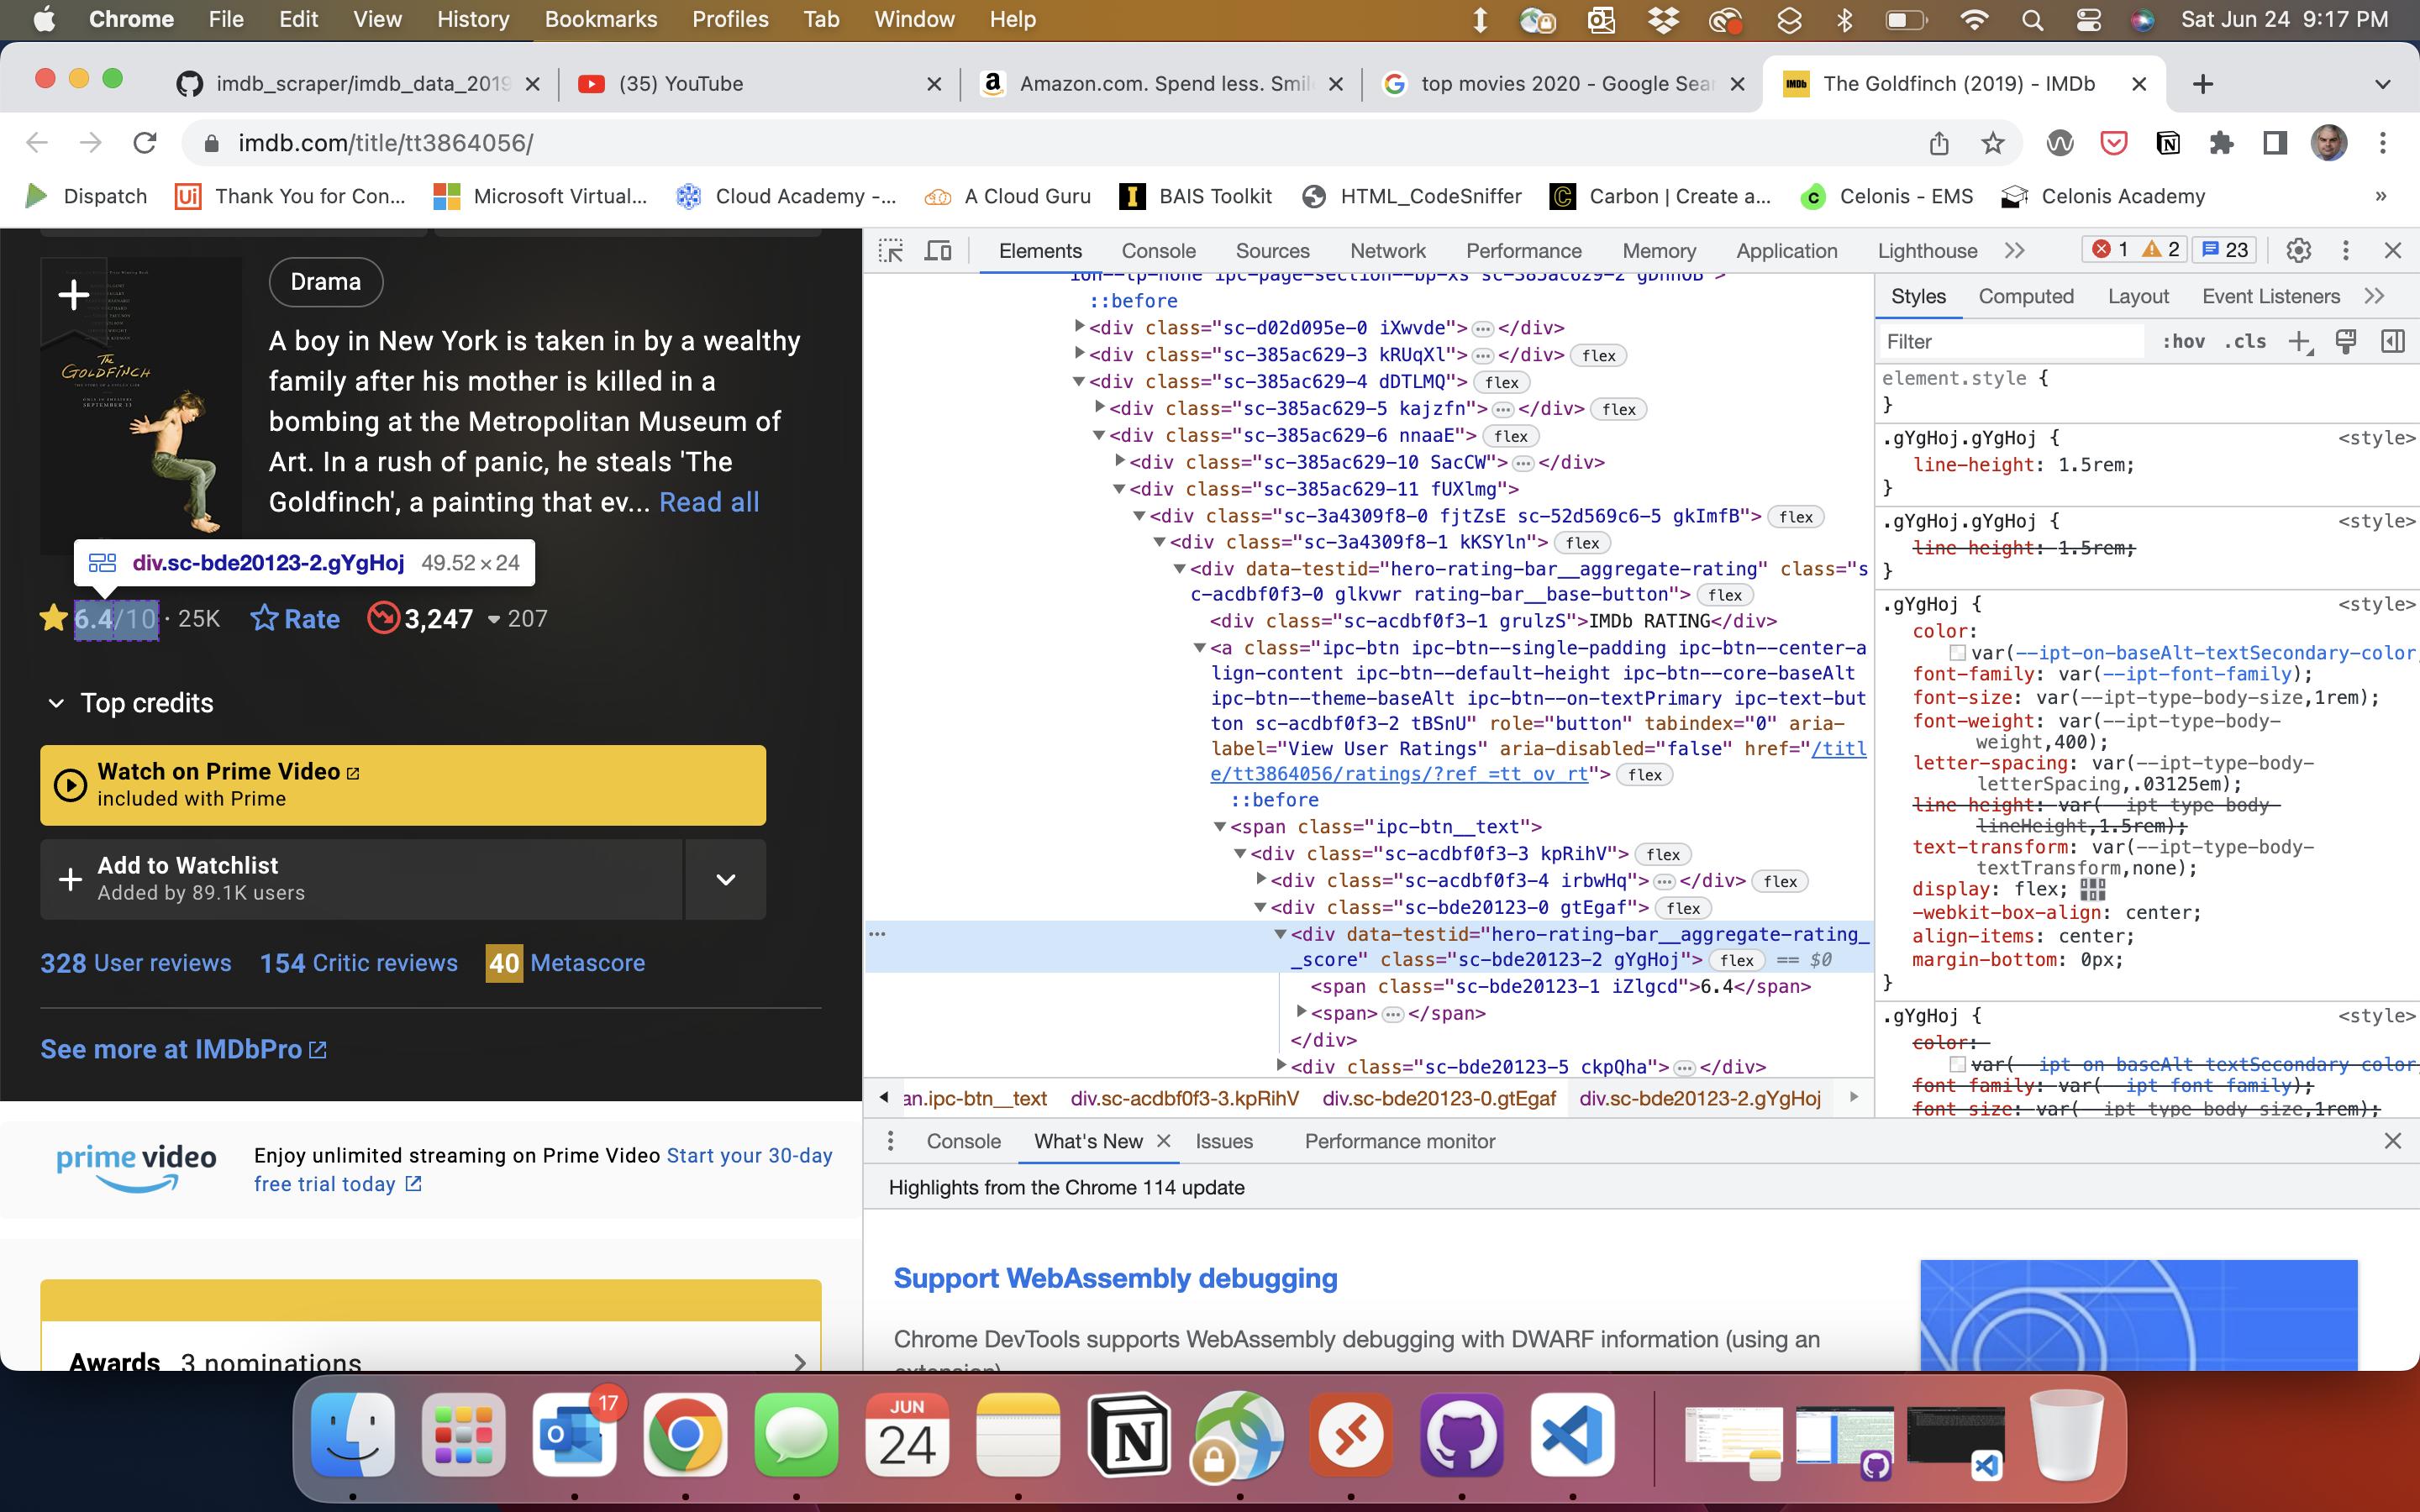 Chrome File Edit View History Bookmarks Profiles Tab Window Help Sat Jun 24 9:17 PM
imdb_scraper/imdb_data_2019 (35) YouTube Amazon.com. Spend less. Smil top movies 2020 - Google Sear The Goldfinch (2019) - IMDb
imdb.com/title/tt3864056/
Dispatch Thank You for Con... Microsoft Virtual... Cloud Academy -... A Cloud Guru BAIS Toolkit HTML_CodeSniffer Carbon | Create a... Celonis - EMS Celonis Academy »
Drama
A boy in New York is taken in by a wealthy
family after his mother is killed in a
bombing at the Metropolitan Museum of
Art. In a rush of panic, he steals 'The
Goldfinch', a painting that ev... Read all
The
GOLDFINCH
SEPTEMBER 13
div.sc-bde20123-2.gYgHoj 49.52 × 24
6.4/10 · 25K Rate 3,247 207
Top credits
Watch on Prime Video
included with Prime
Add to Watchlist
Added by 89.1K users
328 User reviews 154 Critic reviews 40 Metascore
See more at IMDbPro
prime video Enjoy unlimited streaming on Prime Video Start your 30-day
free trial today
Awards 3 nominations
Elements Console Sources Network Performance Memory Application Lighthouse 1 2 23
ion--tp-none ipc-page-section--bp-xs sc-385ac629-2 gDnhOB">
::before
<div class="sc-d02d095e-0 iXwvde">…</div>
<div class="sc-385ac629-3 kRUqXl">…</div> flex
<div class="sc-385ac629-4 dDTLMQ"> flex
<div class="sc-385ac629-5 kajzfn">…</div> flex
<div class="sc-385ac629-6 nnaaE"> flex
<div class="sc-385ac629-10 SacCW">…</div>
<div class="sc-385ac629-11 fUXlmg">
<div class="sc-3a4309f8-0 fjtZsE sc-52d569c6-5 gkImfB"> flex
<div class="sc-3a4309f8-1 kKSYln"> flex
<div data-testid="hero-rating-bar__aggregate-rating" class="s
c-acdbf0f3-0 glkvwr rating-bar__base-button"> flex
<div class="sc-acdbf0f3-1 grulzS">IMDb RATING</div>
<a class="ipc-btn ipc-btn--single-padding ipc-btn--center-a
lign-content ipc-btn--default-height ipc-btn--core-baseAlt
ipc-btn--theme-baseAlt ipc-btn--on-textPrimary ipc-text-but
ton sc-acdbf0f3-2 tBSnU" role="button" tabindex="0" aria-
label="View User Ratings" aria-disabled="false" href="/titl
e/tt3864056/ratings/?ref_=tt_ov_rt"> flex
::before
<span class="ipc-btn__text">
<div class="sc-acdbf0f3-3 kpRihV"> flex
<div class="sc-acdbf0f3-4 irbwHq">…</div> flex
<div class="sc-bde20123-0 gtEgaf"> flex
<div data-testid="hero-rating-bar__aggregate-rating_
_score" class="sc-bde20123-2 gYgHoj"> flex == $0
<span class="sc-bde20123-1 iZlgcd">6.4</span>
<span>…</span>
</div>
<div class="sc-bde20123-5 ckpQha">…</div>
an.ipc-btn__text div.sc-acdbf0f3-3.kpRihV div.sc-bde20123-0.gtEgaf div.sc-bde20123-2.gYgHoj
Styles Computed Layout Event Listeners
Filter :hov .cls
element.style {
}
.gYgHoj.gYgHoj { <style>
line-height: 1.5rem;
}
.gYgHoj.gYgHoj { <style>
line-height: 1.5rem;
}
.gYgHoj { <style>
color:
var(--ipt-on-baseAlt-textSecondary-color,
font-family: var(--ipt-font-family);
font-size: var(--ipt-type-body-size,1rem);
font-weight: var(--ipt-type-body-
weight,400);
letter-spacing: var(--ipt-type-body-
letterSpacing,.03125em);
line-height: var(--ipt-type-body-
lineHeight,1.5rem);
text-transform: var(--ipt-type-body-
textTransform,none);
display: flex;
-webkit-box-align: center;
align-items: center;
margin-bottom: 0px;
}
.gYgHoj { <style>
color:
var(--ipt-on-baseAlt-textSecondary-color,
font-family: var(--ipt-font-family);
font-size: var(--ipt-type-body-size,1rem);
Console What's New Issues Performance monitor
Highlights from the Chrome 114 update
Support WebAssembly debugging
Chrome DevTools supports WebAssembly debugging with DWARF information (using an
extension)
17
JUN
24